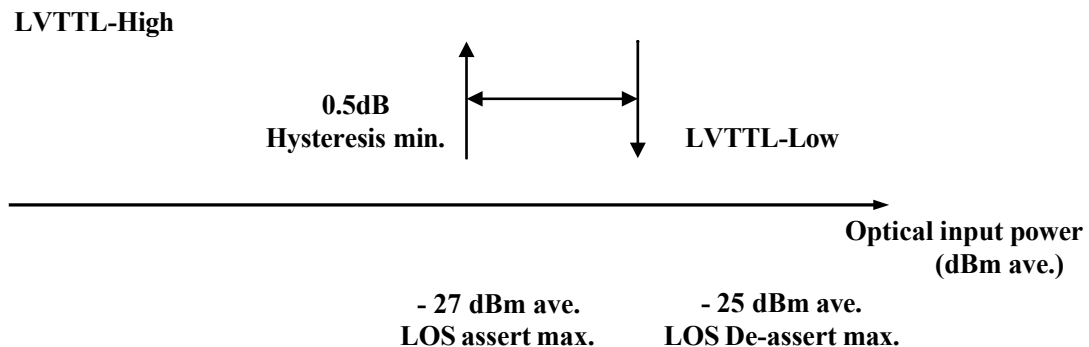 LVTTL-High
0.5dB
Hysteresis min.
LVTTL-Low
Optical input power
(dBm ave.)
- 27 dBm ave.
LOS assert max.
- 25 dBm ave.
LOS De-assert max.